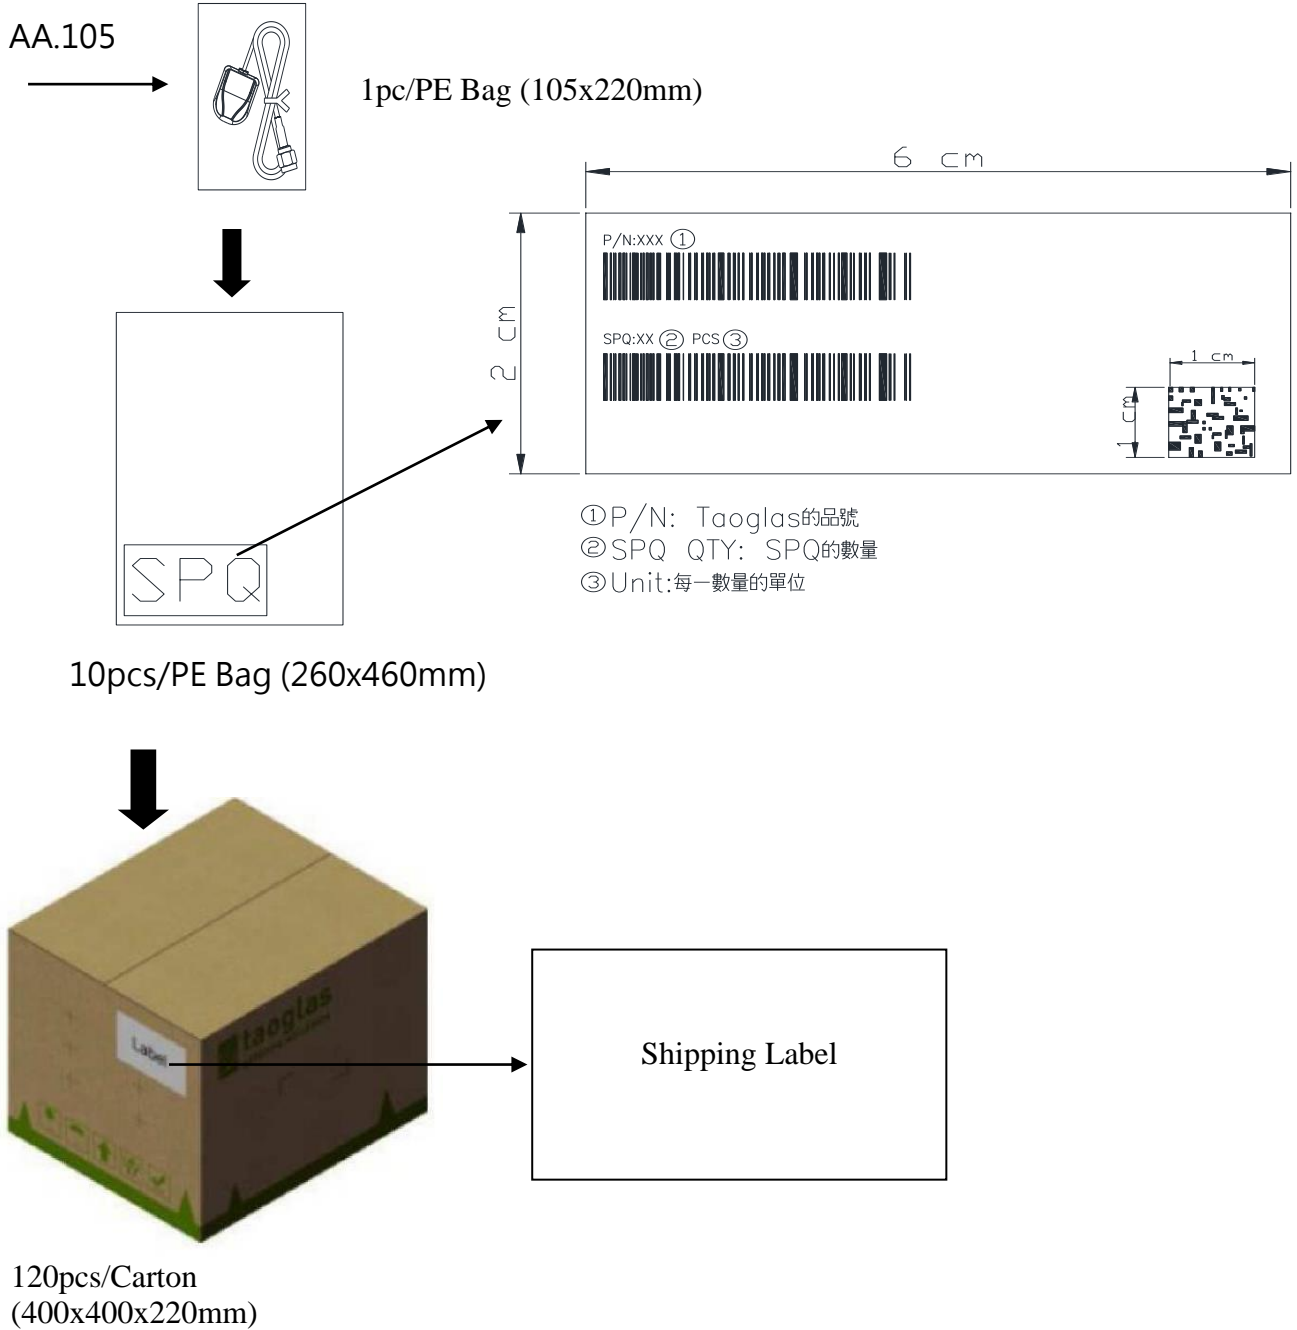 AA.105
1pc/PE Bag (105x220mm)
6 cm
2 cm
P/N:XXX ①
SPQ:XX ② PCS ③
1 cm
1 cm
①P/N: Taoglas的品號
②SPQ QTY: SPQ的數量
③Unit:每一數量的單位
SPQ
10pcs/PE Bag (260x460mm)
taoglas
Label
Shipping Label
120pcs/Carton
(400x400x220mm)